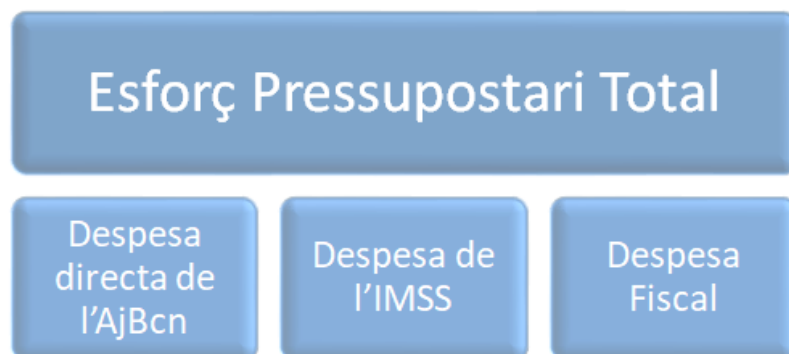 Esforç Pressupostari Total
Despesa
directa de
l'AjBcn
Despesa de
l'IMSS
Despesa
Fiscal